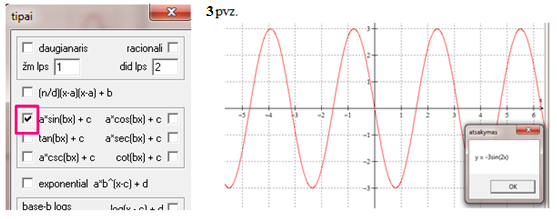 tipai
daugianaris racionali
žm lps 1 did lps 2
(n/d)(x-a)(x-a) + b
a*sin(bx) + c a*cos(bx) + c
tan(bx) + c a*sec(bx) + c
a*csc(bx) + c cot(bx) + c
exponential a*b^(x-c) + d
base-b logs log(x - c) + d
3 pvz.
4
3
2
1
-5 -4 -3 -2 -1 1 2 3 4 5 6
-1
-2
-3
-4
atsakymas
y = -3sin(2x)
OK